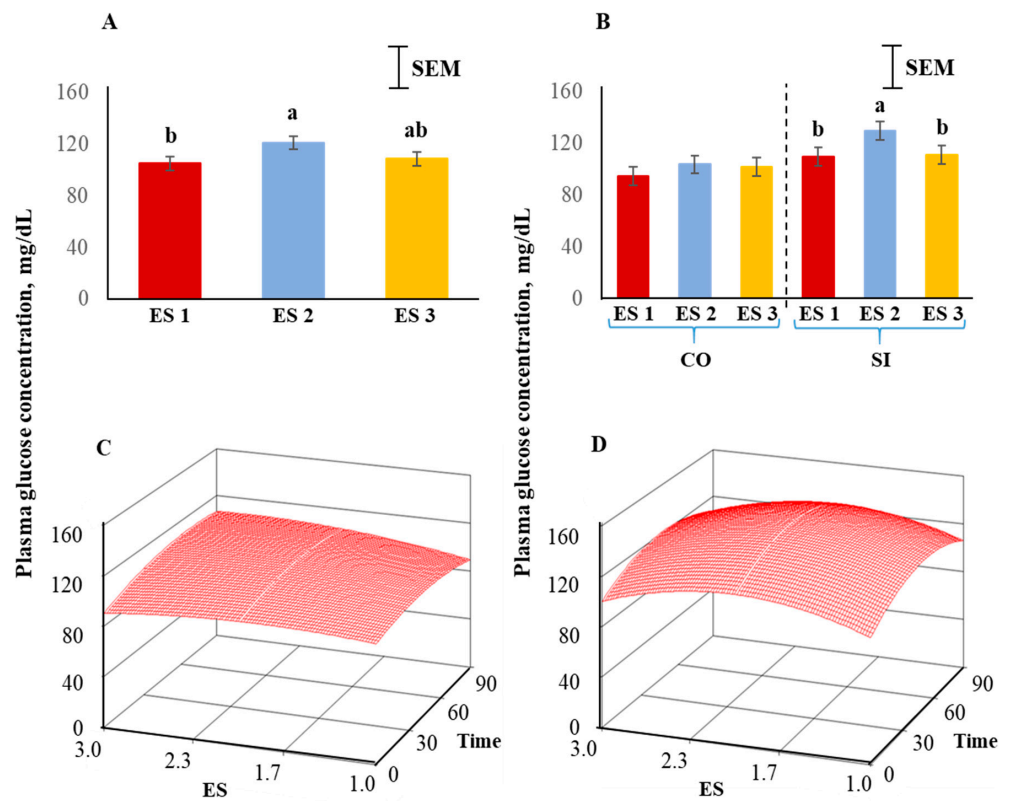 A
SEM
160
120
80
40
0
b
a
ab
ES 1
ES 2
ES 3
B
SEM
160
120
80
40
0
b
a
b
ES 1
ES 2
ES 3
ES 1
ES 2
ES 3
CO
SI
Plasma glucose concentration, mg/dL
Plasma glucose concentration, mg/dL
C
160
120
80
40
0
3.0
2.3
1.7
1.0
ES
0
30
60
90
Time
D
160
120
80
40
0
3.0
2.3
1.7
1.0
ES
0
30
60
90
Time